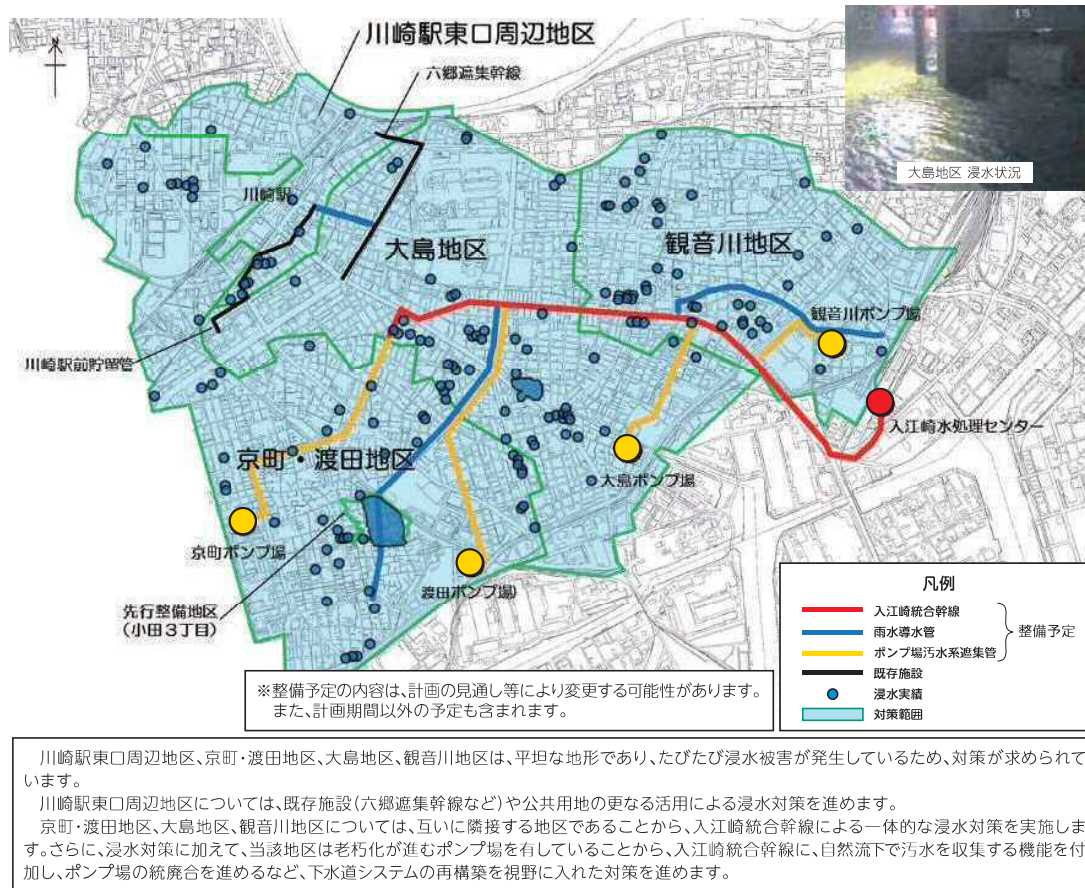 川崎駅東口周辺地区
六郷遮集幹線
大島地区 浸水状況
川崎駅
大島地区
観音川地区
観音川ポンプ場
川崎駅前貯留管
入江崎水処理センター
京町・渡田地区
大島ポンプ場
京町ポンプ場
渡田ポンプ場)
先行整備地区
(小田3丁目)
凡例
入江崎統合幹線
雨水導水管
ポンプ場汚水系遮集管
整備予定
既存施設
浸水実績
対策範囲
※整備予定の内容は、計画の見通し等により変更する可能性があります。
また、計画期間以外の予定も含まれます。
川崎駅東口周辺地区、京町・渡田地区、大島地区、観音川地区は、平坦な地形であり、たびたび浸水被害が発生しているため、対策が求められて
います。
川崎駅東口周辺地区については、既存施設(六郷遮集幹線など)や公共用地の更なる活用による浸水対策を進めます。
京町・渡田地区、大島地区、観音川地区については、互いに隣接する地区であることから、入江崎統合幹線による一体的な浸水対策を実施しま
す。さらに、浸水対策に加えて、当該地区は老朽化が進むポンプ場を有していることから、入江崎統合幹線に、自然流下で汚水を収集する機能を付
加し、ポンプ場の統廃合を進めるなど、下水道システムの再構築を視野に入れた対策を進めます。